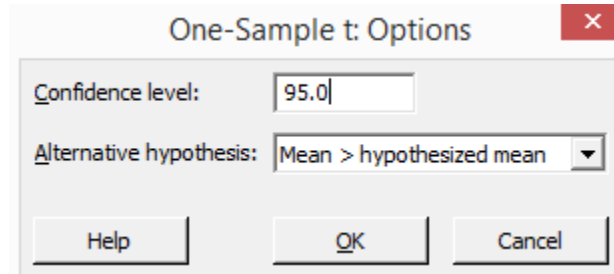 One-Sample t: Options
Confidence level: 95.0
Alternative hypothesis: Mean > hypothesized mean
Help OK Cancel